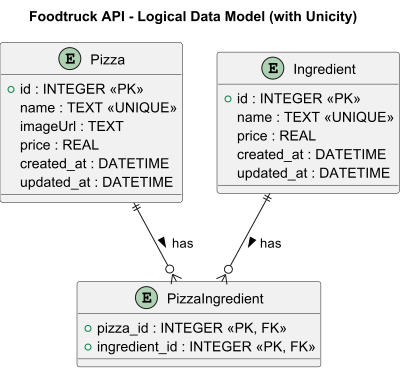 Foodtruck API - Logical Data Model (with Unicity)
E Pizza
id : INTEGER «PK»
name : TEXT «UNIQUE»
imageUrl : TEXT
price : REAL
created_at : DATETIME
updated_at : DATETIME
E Ingredient
id : INTEGER «PK»
name : TEXT «UNIQUE»
price : REAL
created_at : DATETIME
updated_at : DATETIME
has
has
E PizzaIngredient
pizza_id : INTEGER «PK, FK»
ingredient_id : INTEGER «PK, FK»